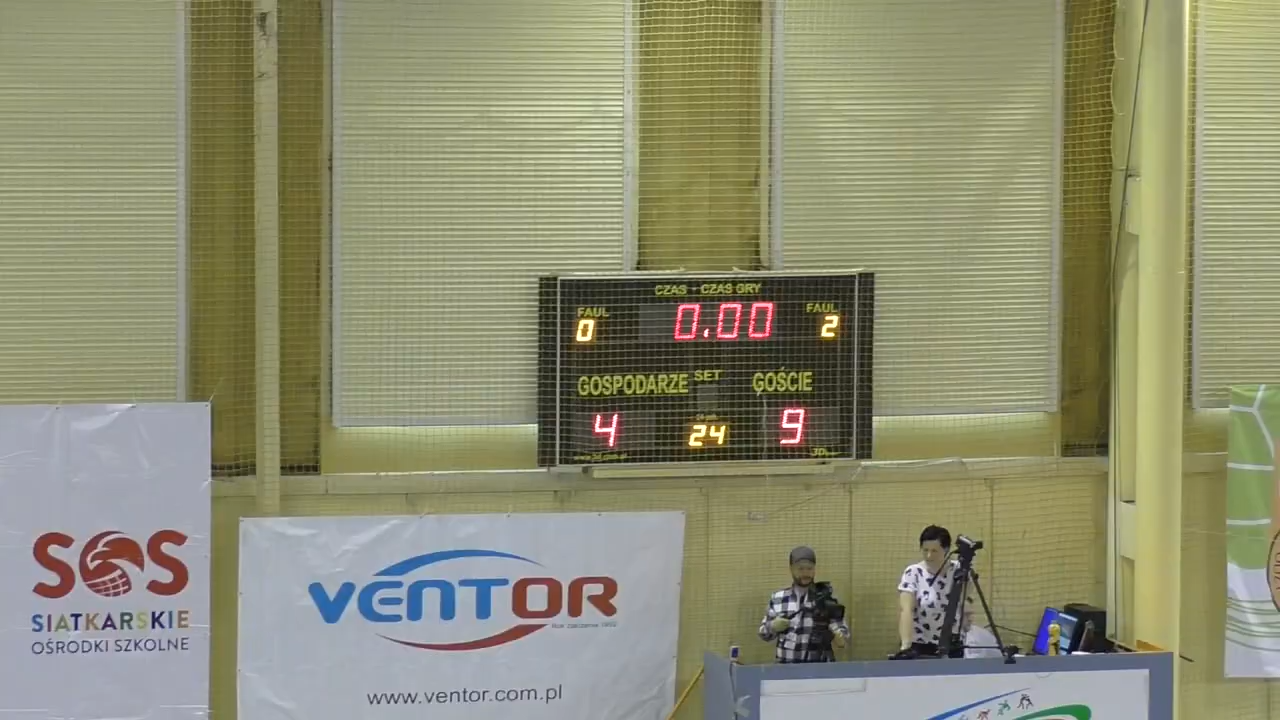 CZAS - CZAS GRY
FAUL
0
0.00
FAUL
2
GOSPODARZE
SET
GOŚCIE
4
24
9
SOS
SIATKARSKIE
OŚRODKI SZKOLNE
VENTOR
www.ventor.com.pl